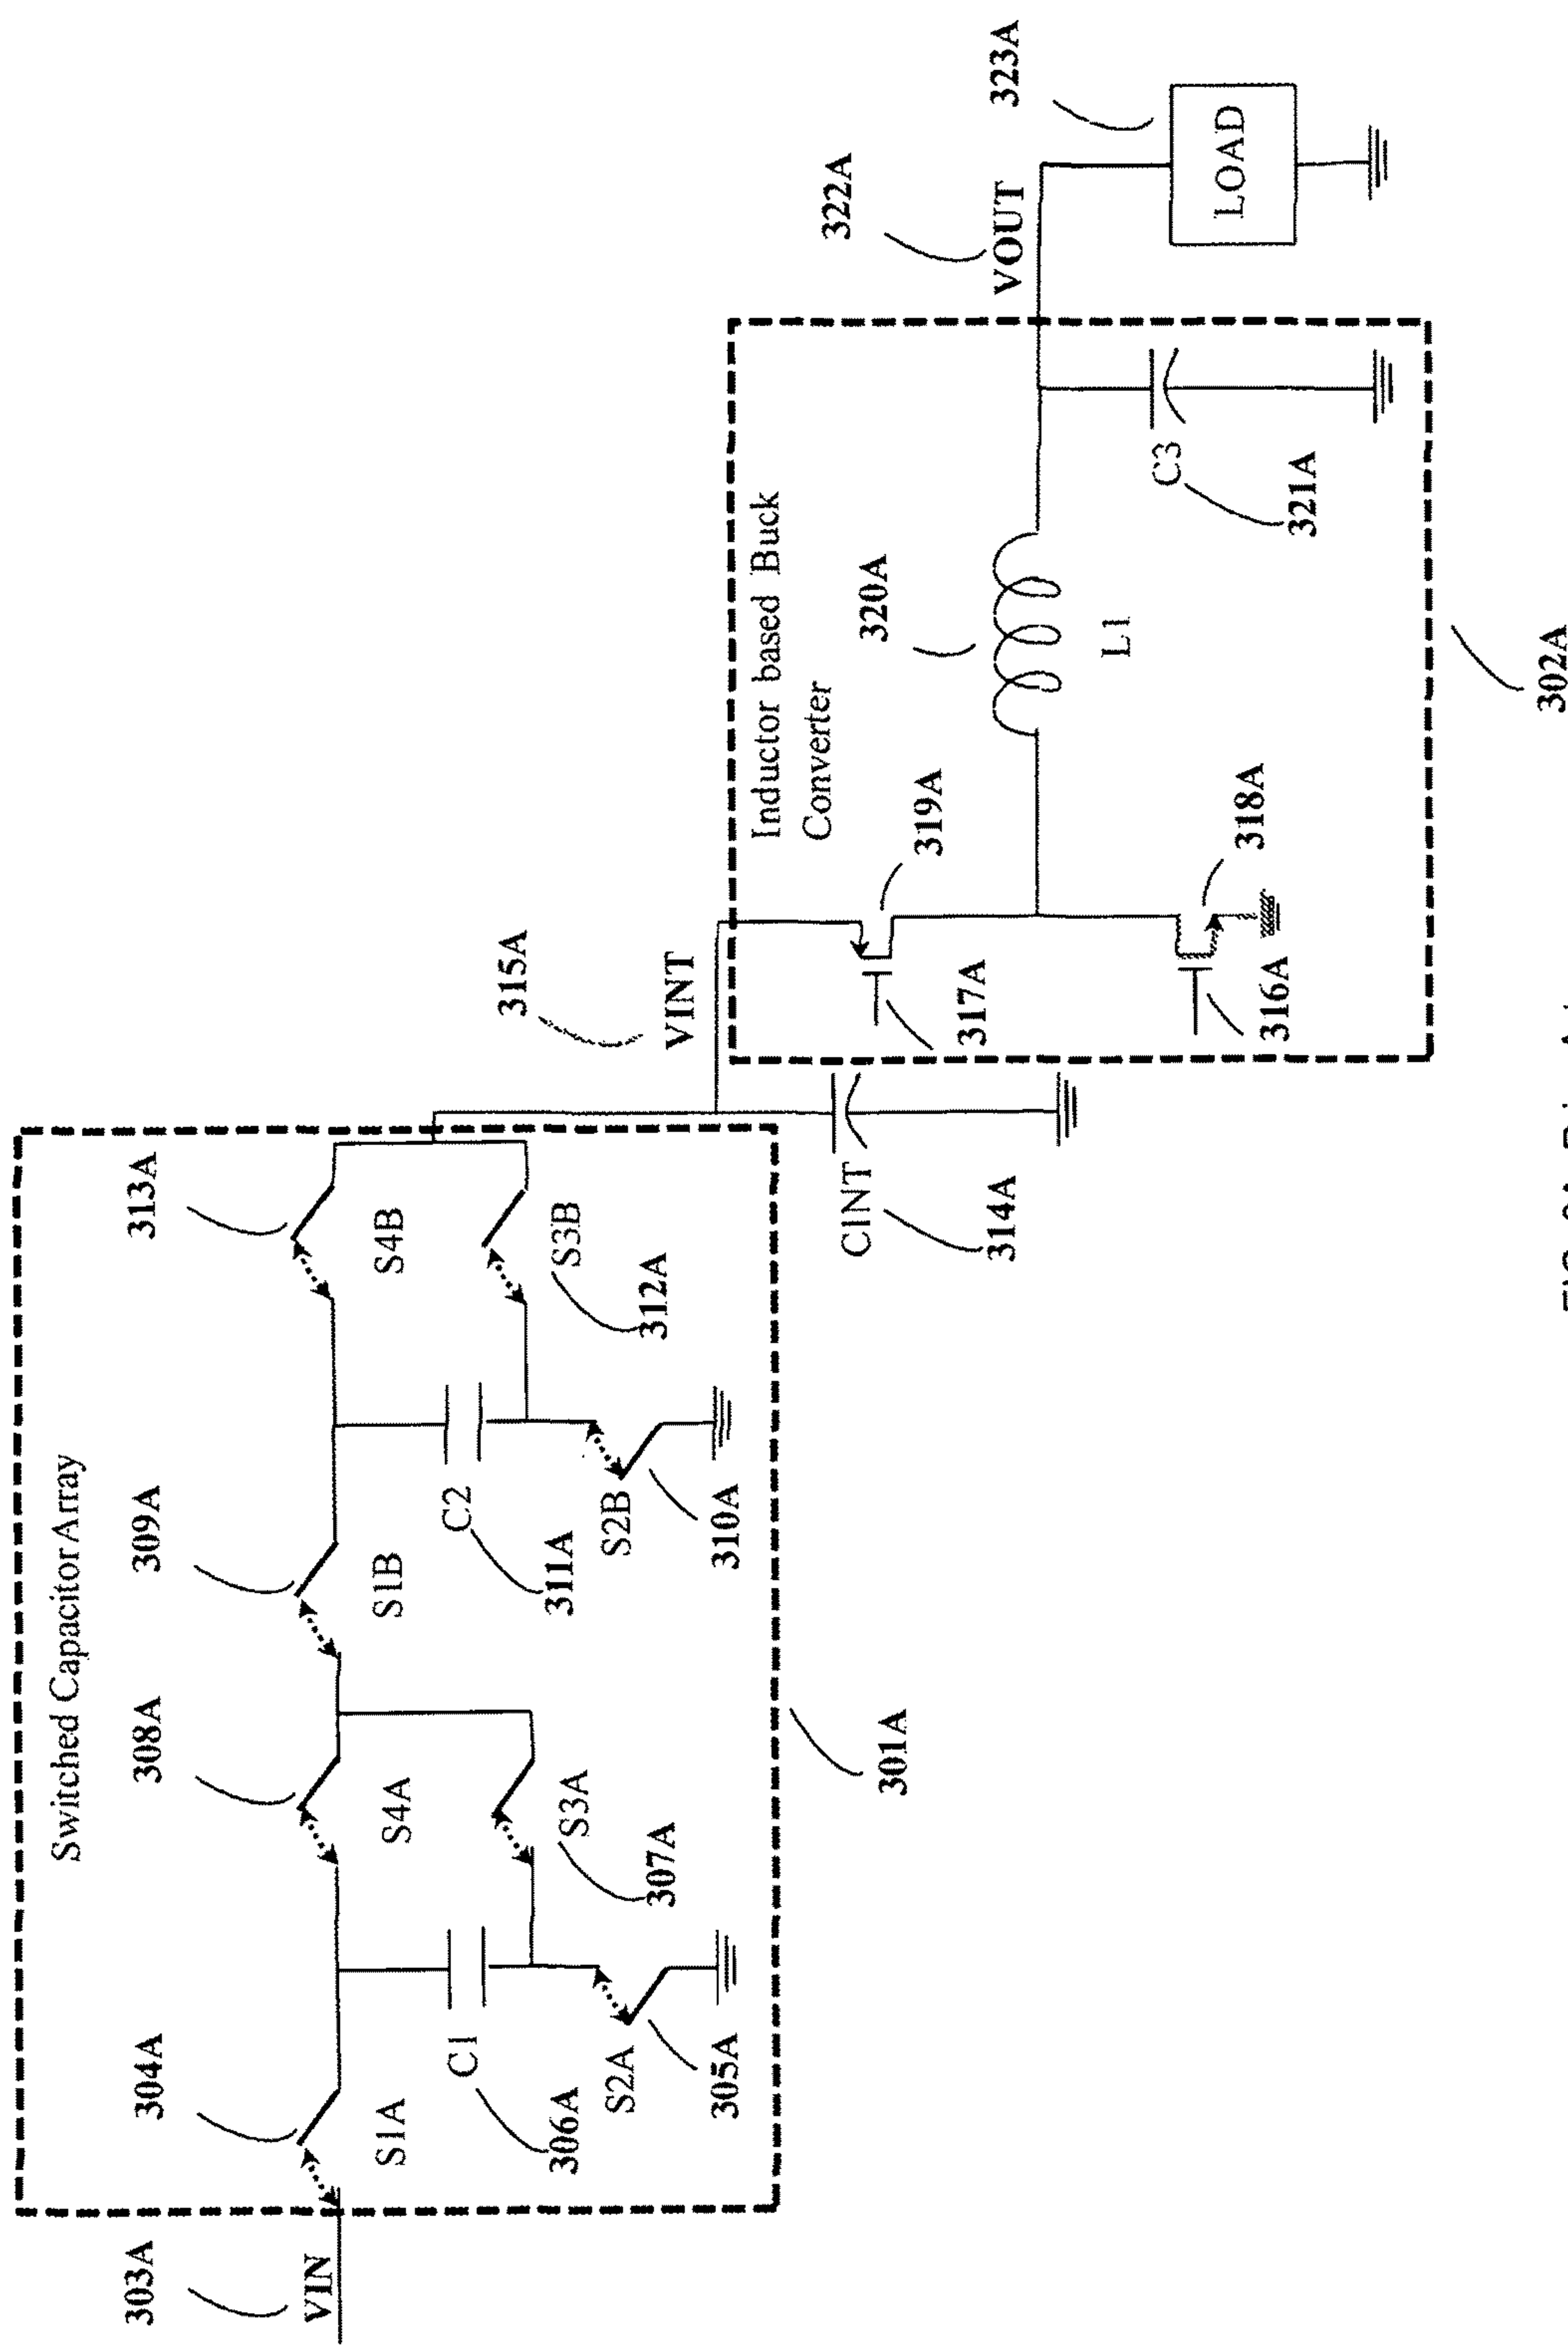 Switched Capacitor Array
303A
VIN
304A
S1A
C1
306A
S2A
305A
308A
S4A
S3A
307A
301A
309A
S1B
C2
311A
S2B
310A
313A
S4B
S3B
312A
CINT
314A
315A
VINT
Inductor based Buck
Converter
317A
319A
316A
318A
320A
L1
C3
321A
302A
322A
VOUT
323A
LOAD